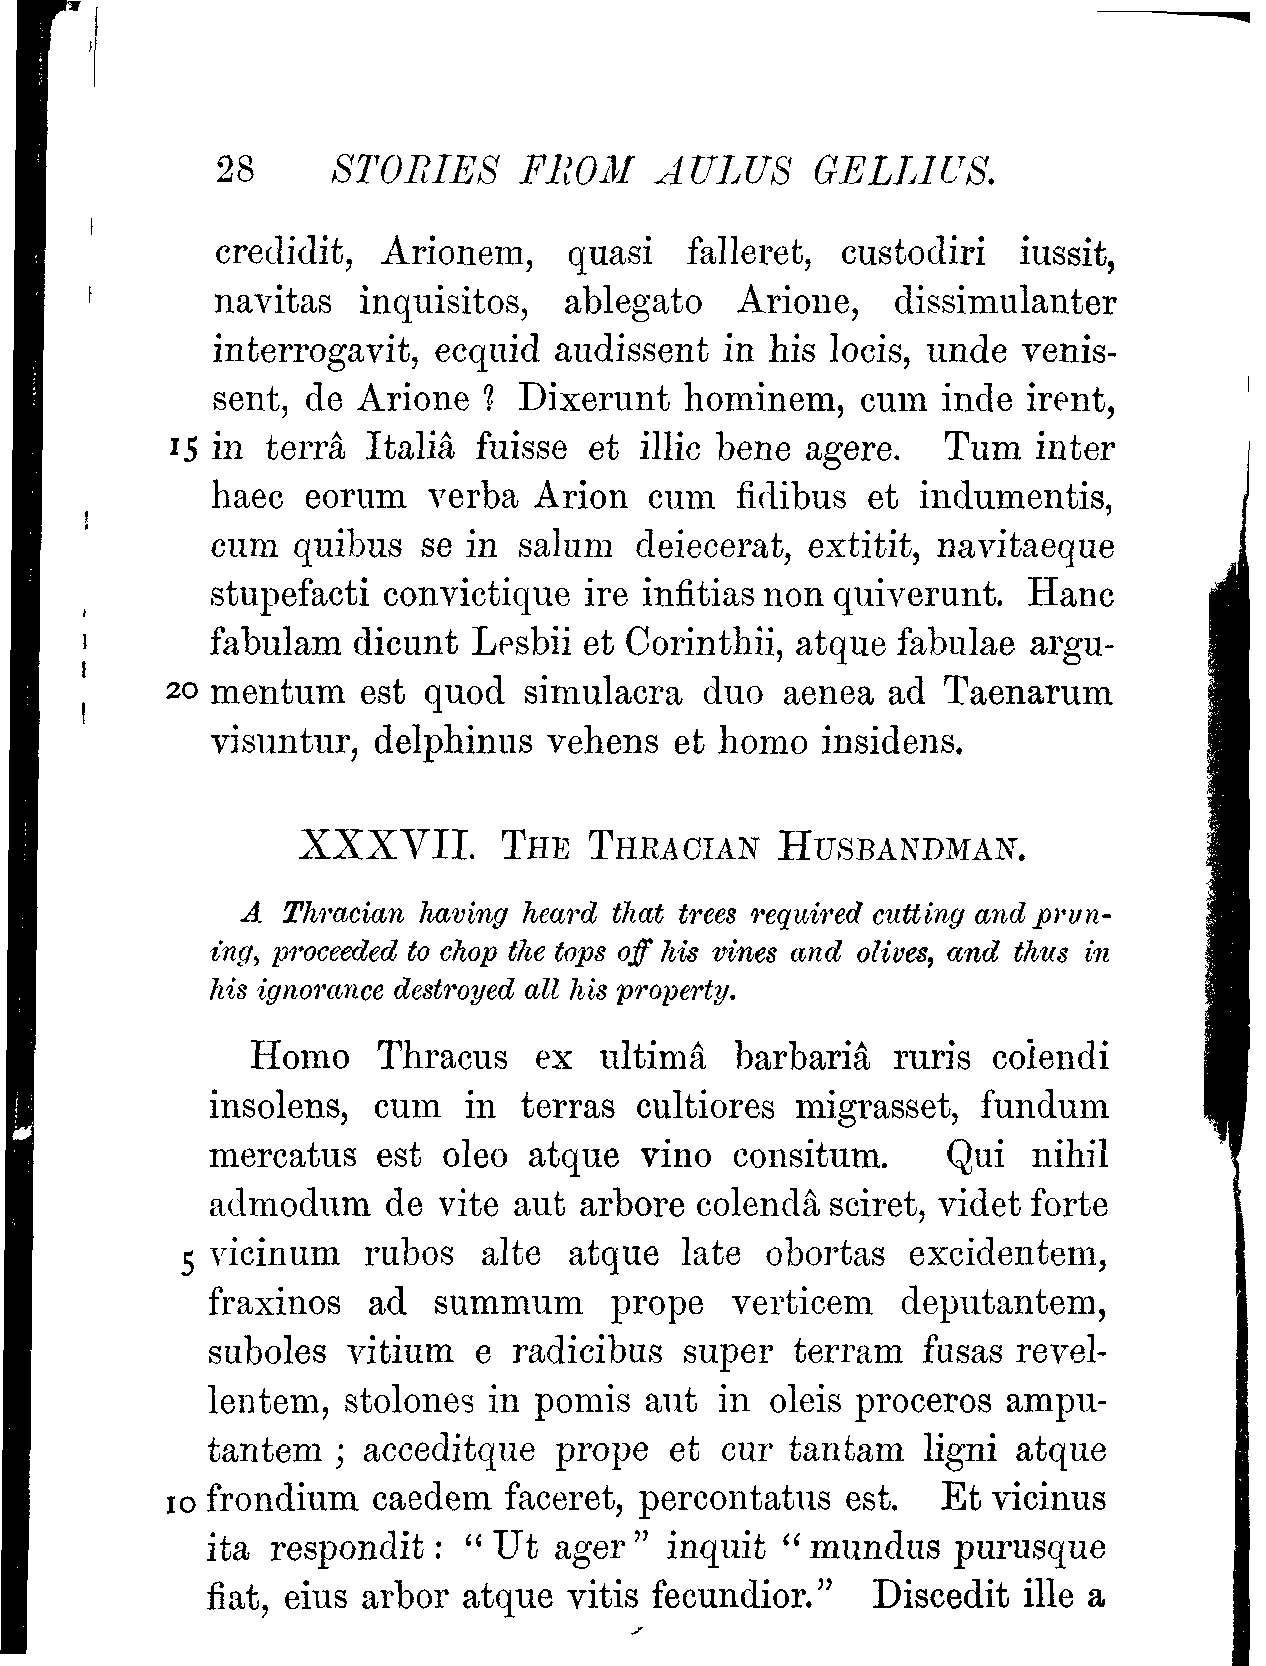 28 STORIES FROM AULUS GELLIUS.
credidit, Arionem, quasi falleret, custodiri iussit,
navitas inquisitos, ablegato Arione, dissimulanter
interrogavit, ecquid audissent in his locis, unde venis-
sent, de Arione ? Dixerunt hominem, cum inde irent,
15 in terrâ Italiâ fuisse et illic bene agere. Tum inter
haec eorum verba Arion cum fidibus et indumentis,
cum quibus se in salum deiecerat, extitit, navitaeque
stupefacti convictique ire infitias non quiverunt. Hanc
fabulam dicunt Lesbii et Corinthii, atque fabulae argu-
20 mentum est quod simulacra duo aenea ad Taenarum
visuntur, delphinus vehens et homo insidens.
XXXVII. THE THRACIAN HUSBANDMAN.
A Thracian having heard that trees required cutting and prun-
ing, proceeded to chop the tops off his vines and olives, and thus in
his ignorance destroyed all his property.
Homo Thracus ex ultimâ barbariâ ruris colendi
insolens, cum in terras cultiores migrasset, fundum
mercatus est oleo atque vino consitum. Qui nihil
admodum de vite aut arbore colendâ sciret, videt forte
5 vicinum rubos alte atque late obortas excidentem,
fraxinos ad summum prope verticem deputantem,
suboles vitium e radicibus super terram fusas revel-
lentem, stolones in pomis aut in oleis proceros ampu-
tantem ; acceditque prope et cur tantam ligni atque
10 frondium caedem faceret, percontatus est. Et vicinus
ita respondit : “ Ut ager ” inquit “ mundus purusque
fiat, eius arbor atque vitis fecundior.” Discedit ille a